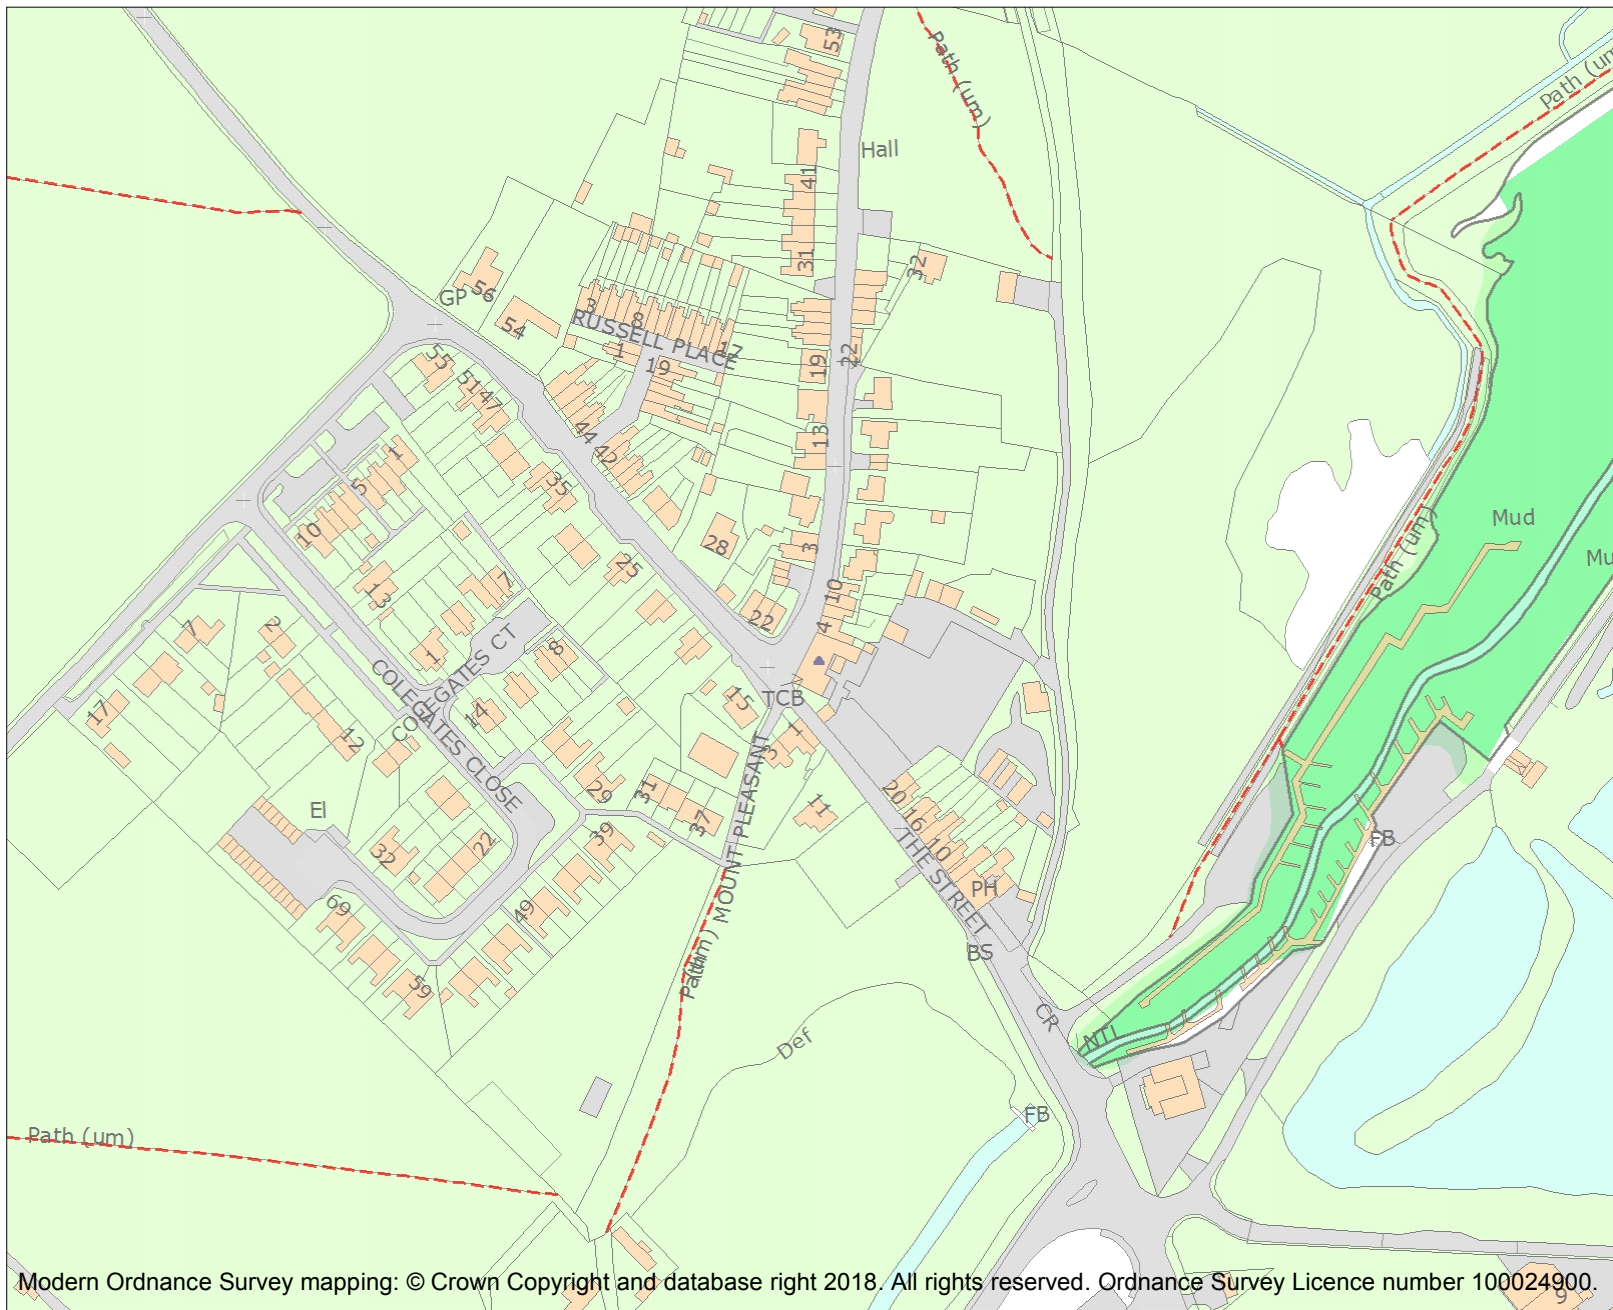 53
Path (um)
Path (um
Hall
41
31
32
GP
56
54
3
8
RUSSELL PLACE
17
1
19
19
22
55
51
47
44
42
13
35
1
5
10
28
3
25
22
10
4
Mud
Mu
Path (um)
7
2
13
7
1
8
COLEGATES CT
COLEGATES CLOSE
14
17
12
15
TCB
1
3
MOUNT PLEASANT
11
29
31
37
39
20
16
10
THE STREET
PH
BS
FB
El
32
22
69
49
59
Path (um)
Def
CR
NTL
FB
Path (um)
9
Modern Ordnance Survey mapping: © Crown Copyright and database right 2018. All rights reserved. Ordnance Survey Licence number 100024900.